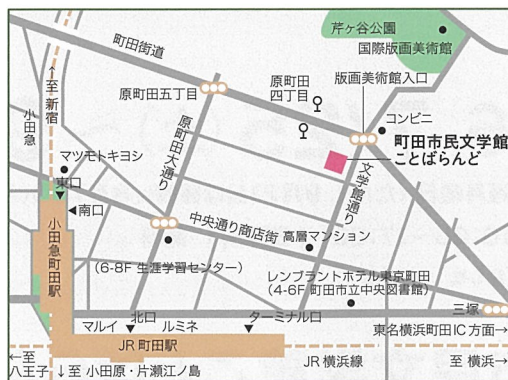 芹ヶ谷公園
国際版画美術館
町田街道
原町田
四丁目
版画美術館入口
原町田五丁目
コンビニ
町田市民文学館
ことばらんど
←至 新宿
小田急
マツモトキヨシ
東口
南口
原町田大通り
文学館通り
中央通り商店街
高層マンション
小田急町田駅
(6-8F 生涯学習センター)
レンブラントホテル東京町田
(4-6F 町田市立中央図書館)
三塚
北口
マルイ
ルミネ
ターミナル口
東名横浜町田IC方面→
JR町田駅
←至
八王子
↓至 小田原・片瀬江ノ島
JR横浜線
至 横浜→